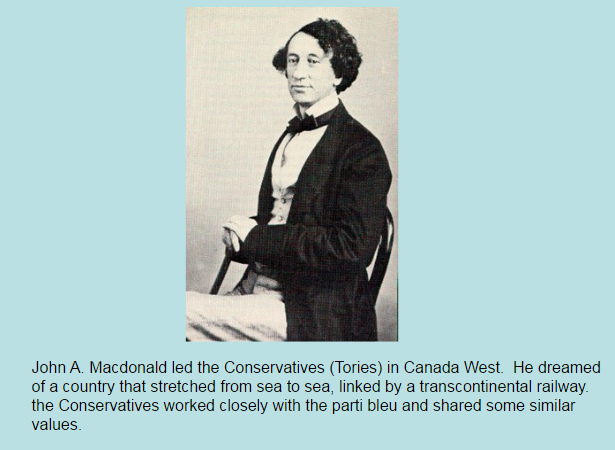 John A. Macdonald led the Conservatives (Tories) in Canada West.  He dreamed
of a country that stretched from sea to sea, linked by a transcontinental railway.
the Conservatives worked closely with the parti bleu and shared some similar
values.